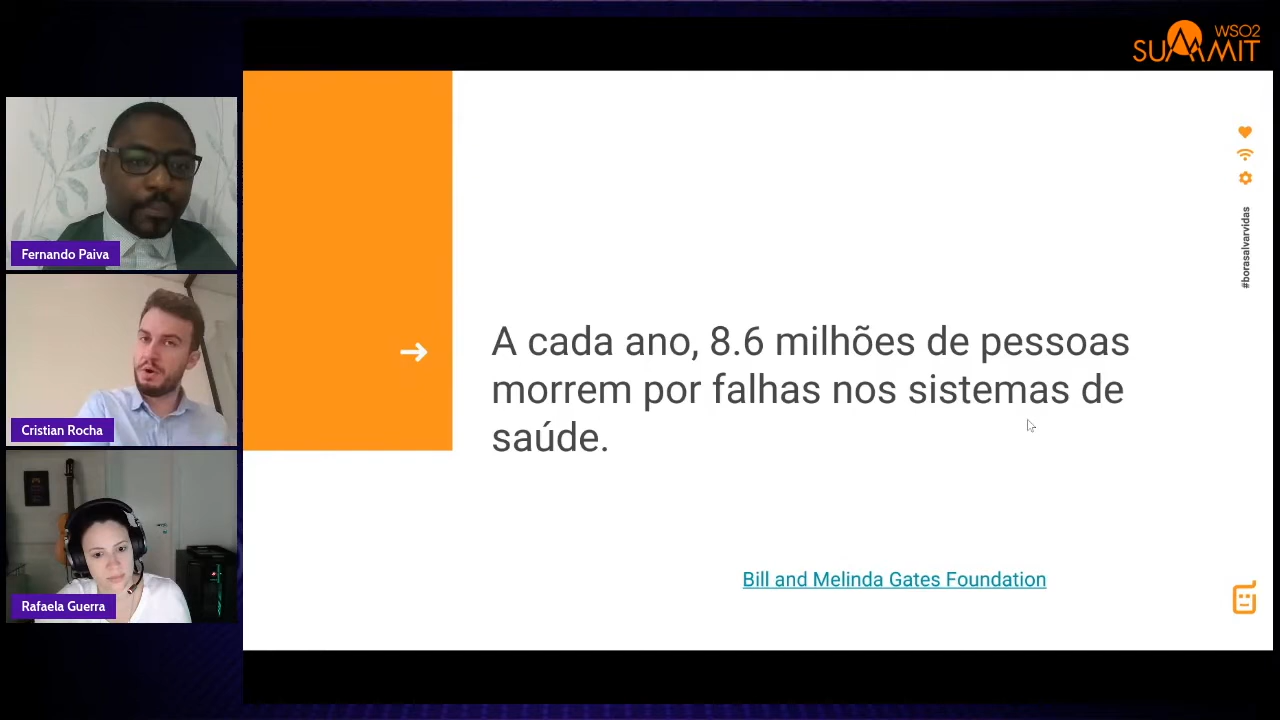 WSO2
SUMMIT
Fernando Paiva
Cristian Rocha
Rafaela Guerra
#borasalvarvidas
A cada ano, 8.6 milhões de pessoas
morrem por falhas nos sistemas de
saúde.
Bill and Melinda Gates Foundation